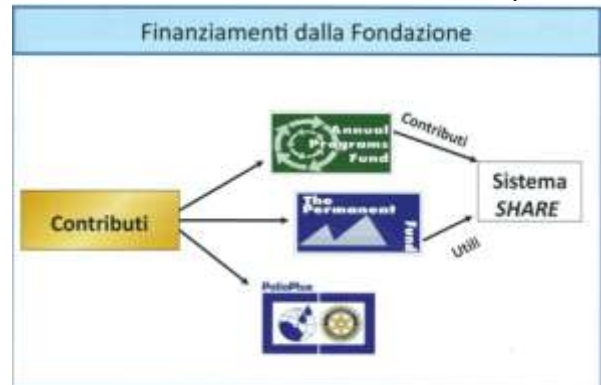 Finanziamenti dalla Fondazione
Annual
Programs
Fund
Contributi
Sistema
SHARE
Contributi
The
Permanent
Fund
Utili
PolioPlus